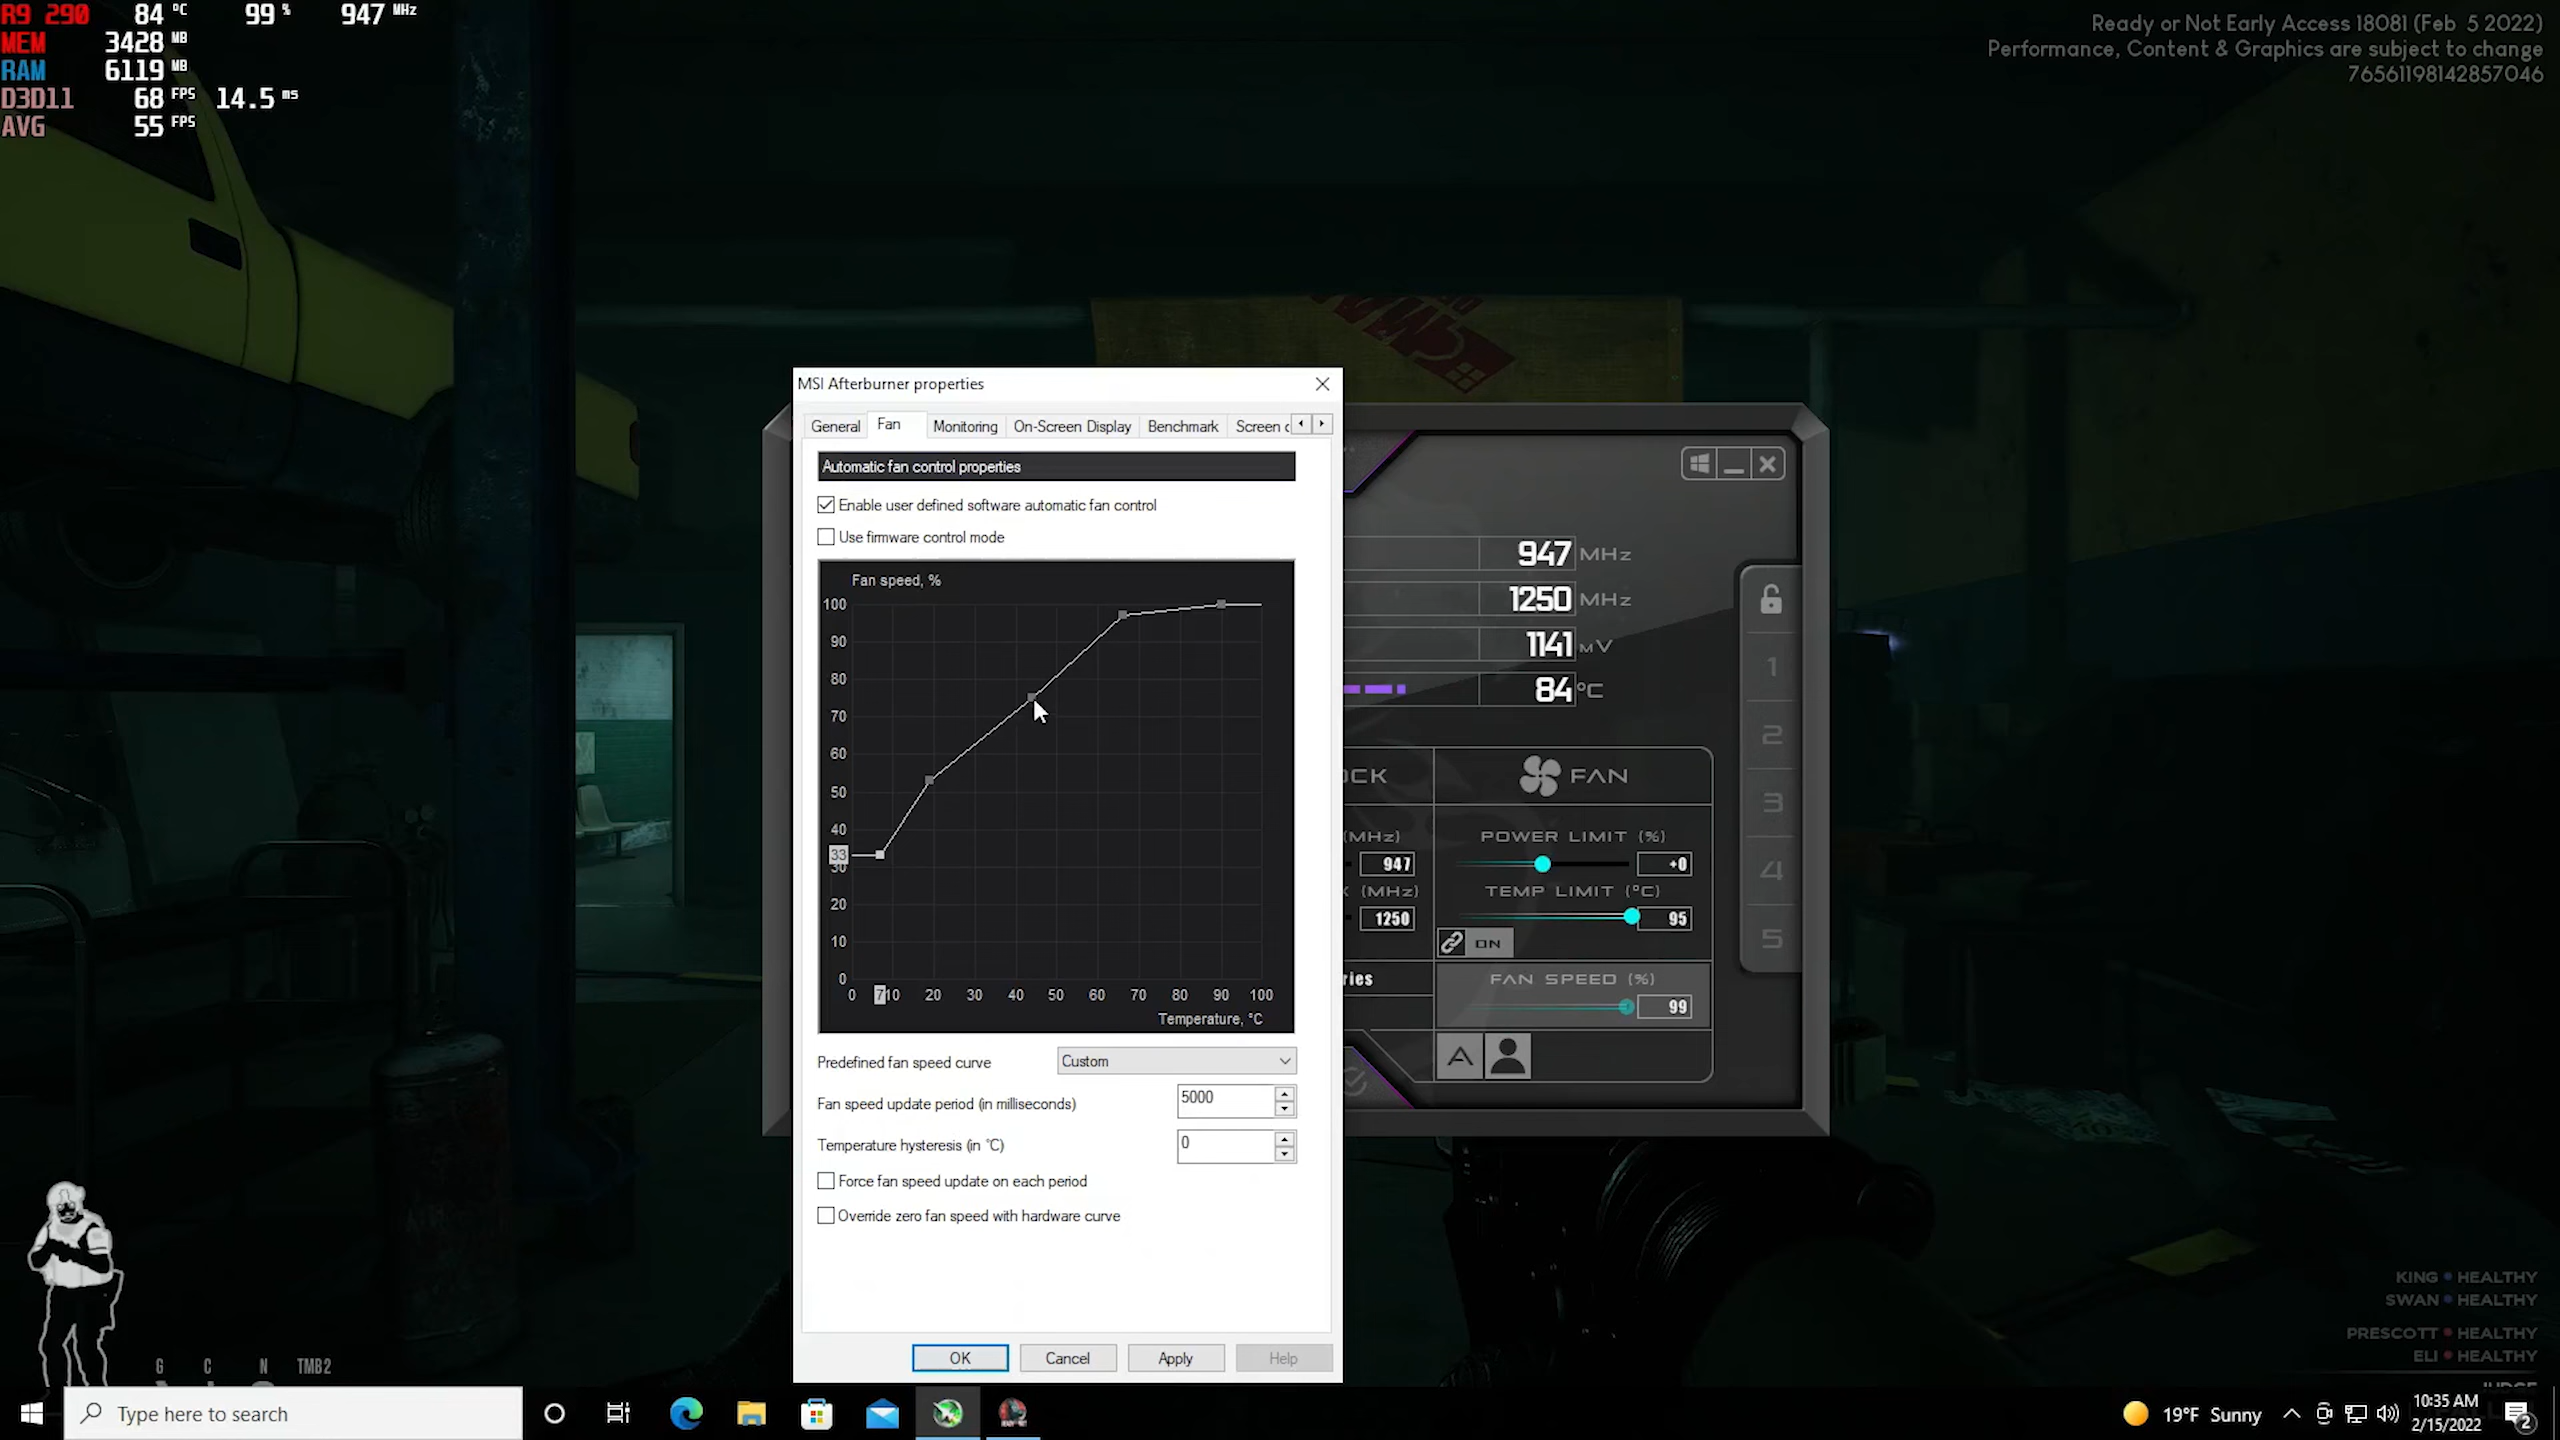 R9 290 84 °C 99 % 947 MHz
MEM 3428 MB
RAM 6119 MB
D3D11 68 FPS 14.5 ms
AVG 55 FPS
Ready or Not Early Access 18081 (Feb 5 2022)
Performance, Content & Graphics are subject to change
76561198142857046
MSI Afterburner properties
General Fan Monitoring On-Screen Display Benchmark Screen c
Automatic fan control properties
Enable user defined software automatic fan control
Use firmware control mode
Fan speed, %
100
90
80
70
60
50
40
33
30
20
10
0
0 7 10 20 30 40 50 60 70 80 90 100
Temperature, °C
Predefined fan speed curve Custom
Fan speed update period (in milliseconds) 5000
Temperature hysteresis (in °C) 0
Force fan speed update on each period
Override zero fan speed with hardware curve
OK Cancel Apply Help
947 MHz
1250 MHz
1141 mV
84 °C
OCK FAN
(MHz) 947
POWER LIMIT (%)
+0
K (MHz) 1250
TEMP LIMIT (°C)
95
ON
ries
FAN SPEED (%)
99
A
1
2
3
4
5
KING HEALTHY
SWAN HEALTHY
PRESCOTT HEALTHY
ELI HEALTHY
JUDGE
G C N TMB2
Type here to search
19°F Sunny
10:35 AM
2/15/2022
2